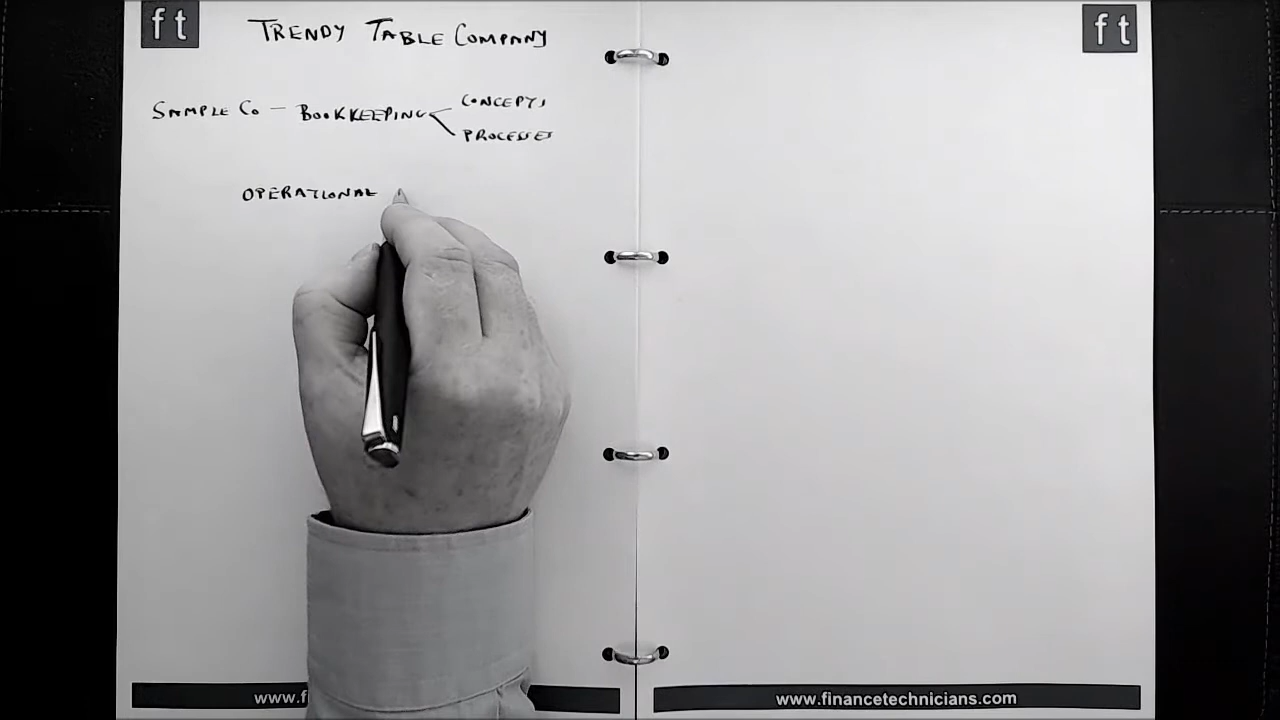 ft
ft
TRENDY TABLE COMPANY
SAMPLE CO – BOOKKEEPING
CONCEPTS
PROCESSES
OPERATIONAL
www.f
www.financetechnicians.com